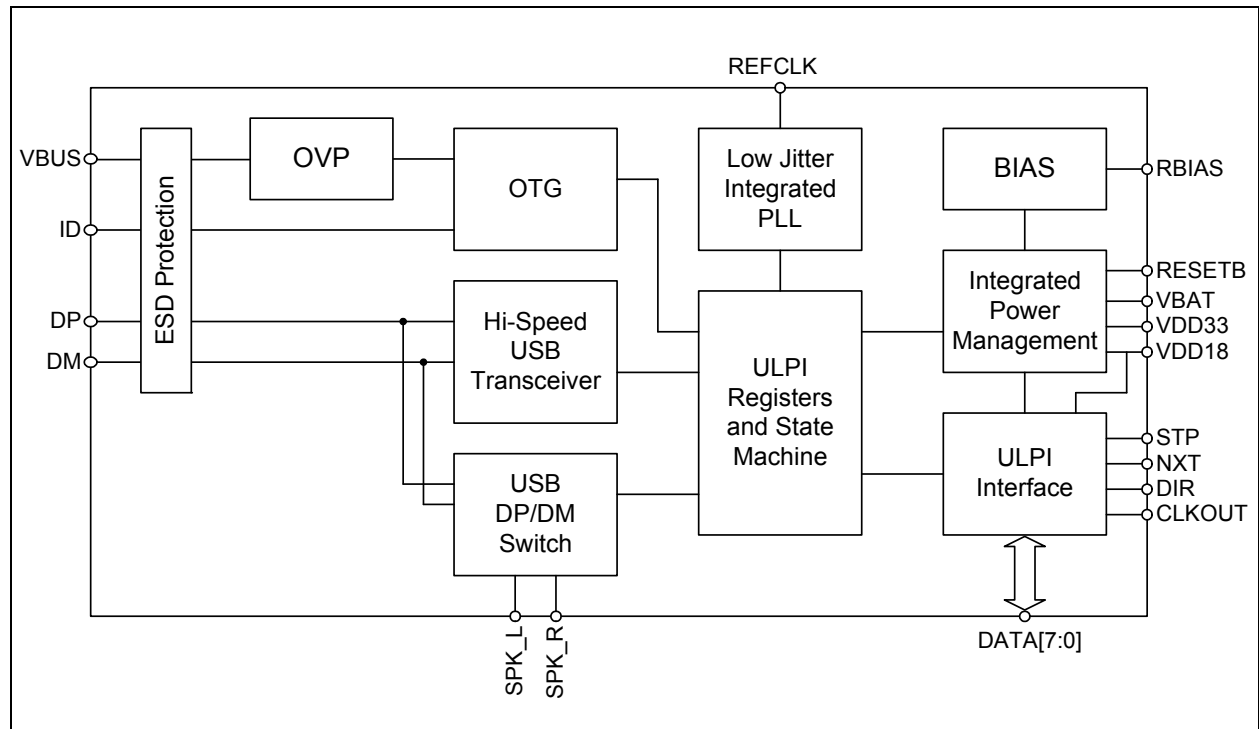 REFCLK
VBUS
ID
DP
DM
ESD Protection
OVP
OTG
Low Jitter
Integrated
PLL
BIAS
RBIAS
Hi-Speed
USB
Transceiver
ULPI
Registers
and State
Machine
Integrated
Power
Management
RESETB
VBAT
VDD33
VDD18
USB
DP/DM
Switch
ULPI
Interface
STP
NXT
DIR
CLKOUT
SPK_L
SPK_R
DATA[7:0]